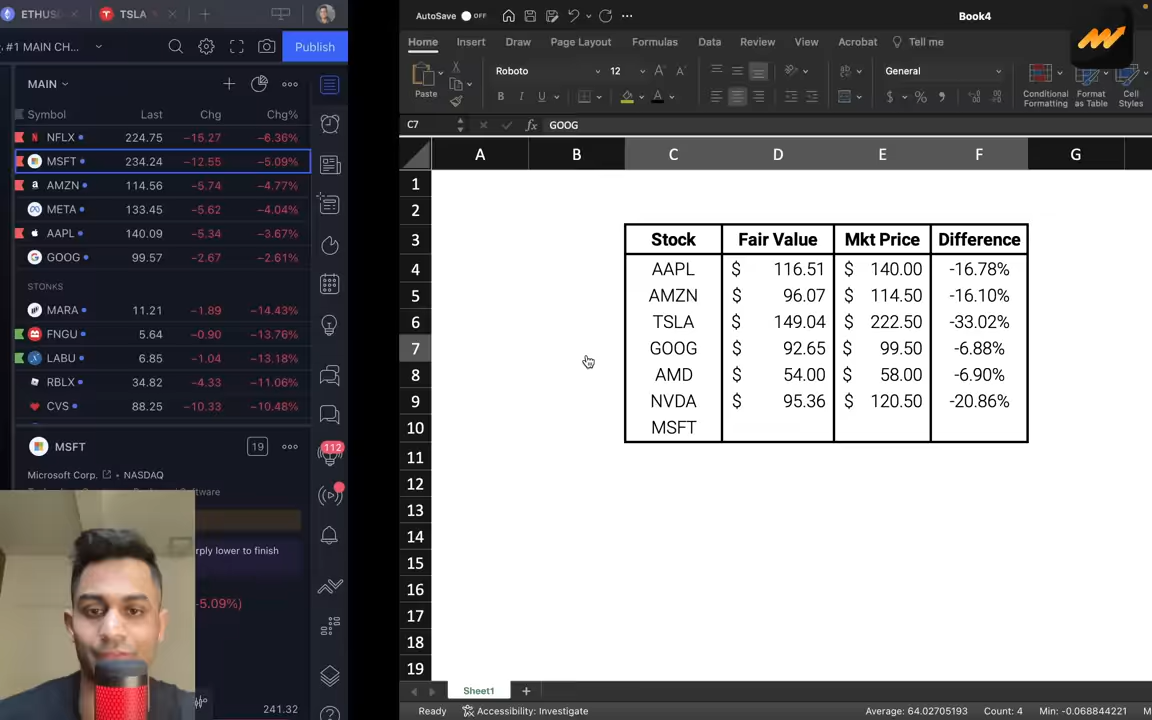 ETHUS
TSLA
#1 MAIN CH...
Publish
MAIN
Symbol Last Chg Chg%
NFLX 224.75 −15.27 −6.36%
MSFT 234.24 −12.55 −5.09%
AMZN 114.56 −5.74 −4.77%
META 133.45 −5.62 −4.04%
AAPL 140.09 −5.34 −3.67%
GOOG 99.57 −2.67 −2.61%
STONKS
MARA 11.21 −1.89 −14.43%
FNGU 5.64 −0.90 −13.76%
LABU 6.85 −1.04 −13.18%
RBLX 34.82 −4.33 −11.06%
CVS 88.25 −10.33 −10.48%
MSFT 19
Microsoft Corp. • NASDAQ
Software
rply lower to finish
-5.09%)
241.32
112
AutoSave OFF
Book4
Home Insert Draw Page Layout Formulas Data Review View Acrobat Tell me
Paste
Roboto 12
A A
B I U A
ab
General
$ % 9
Conditional Formatting
Format as Table
Cell Styles
C7 fx GOOG
A B C D E F G
1
2
3 Stock Fair Value Mkt Price Difference
4 AAPL $ 116.51 $ 140.00 -16.78%
5 AMZN $ 96.07 $ 114.50 -16.10%
6 TSLA $ 149.04 $ 222.50 -33.02%
7 GOOG $ 92.65 $ 99.50 -6.88%
8 AMD $ 54.00 $ 58.00 -6.90%
9 NVDA $ 95.36 $ 120.50 -20.86%
10 MSFT
11
12
13
14
15
16
17
18
19
Sheet1
Ready Accessibility: Investigate Average: 64.02705193 Count: 4 Min: -0.068844221